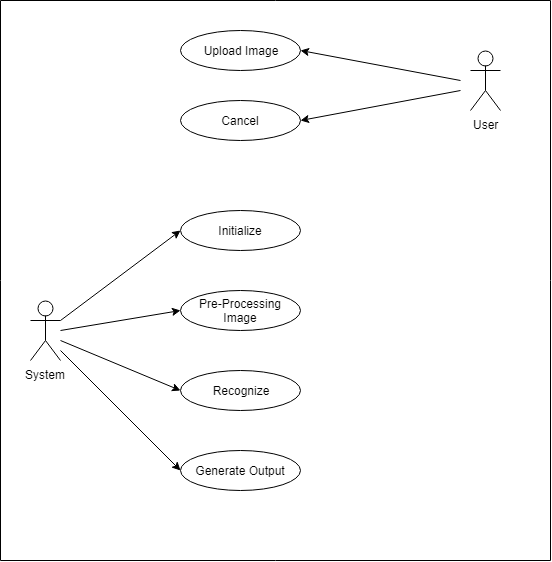 Upload Image
Cancel
User
Initialize
Pre-Processing
Image
System
Recognize
Generate Output